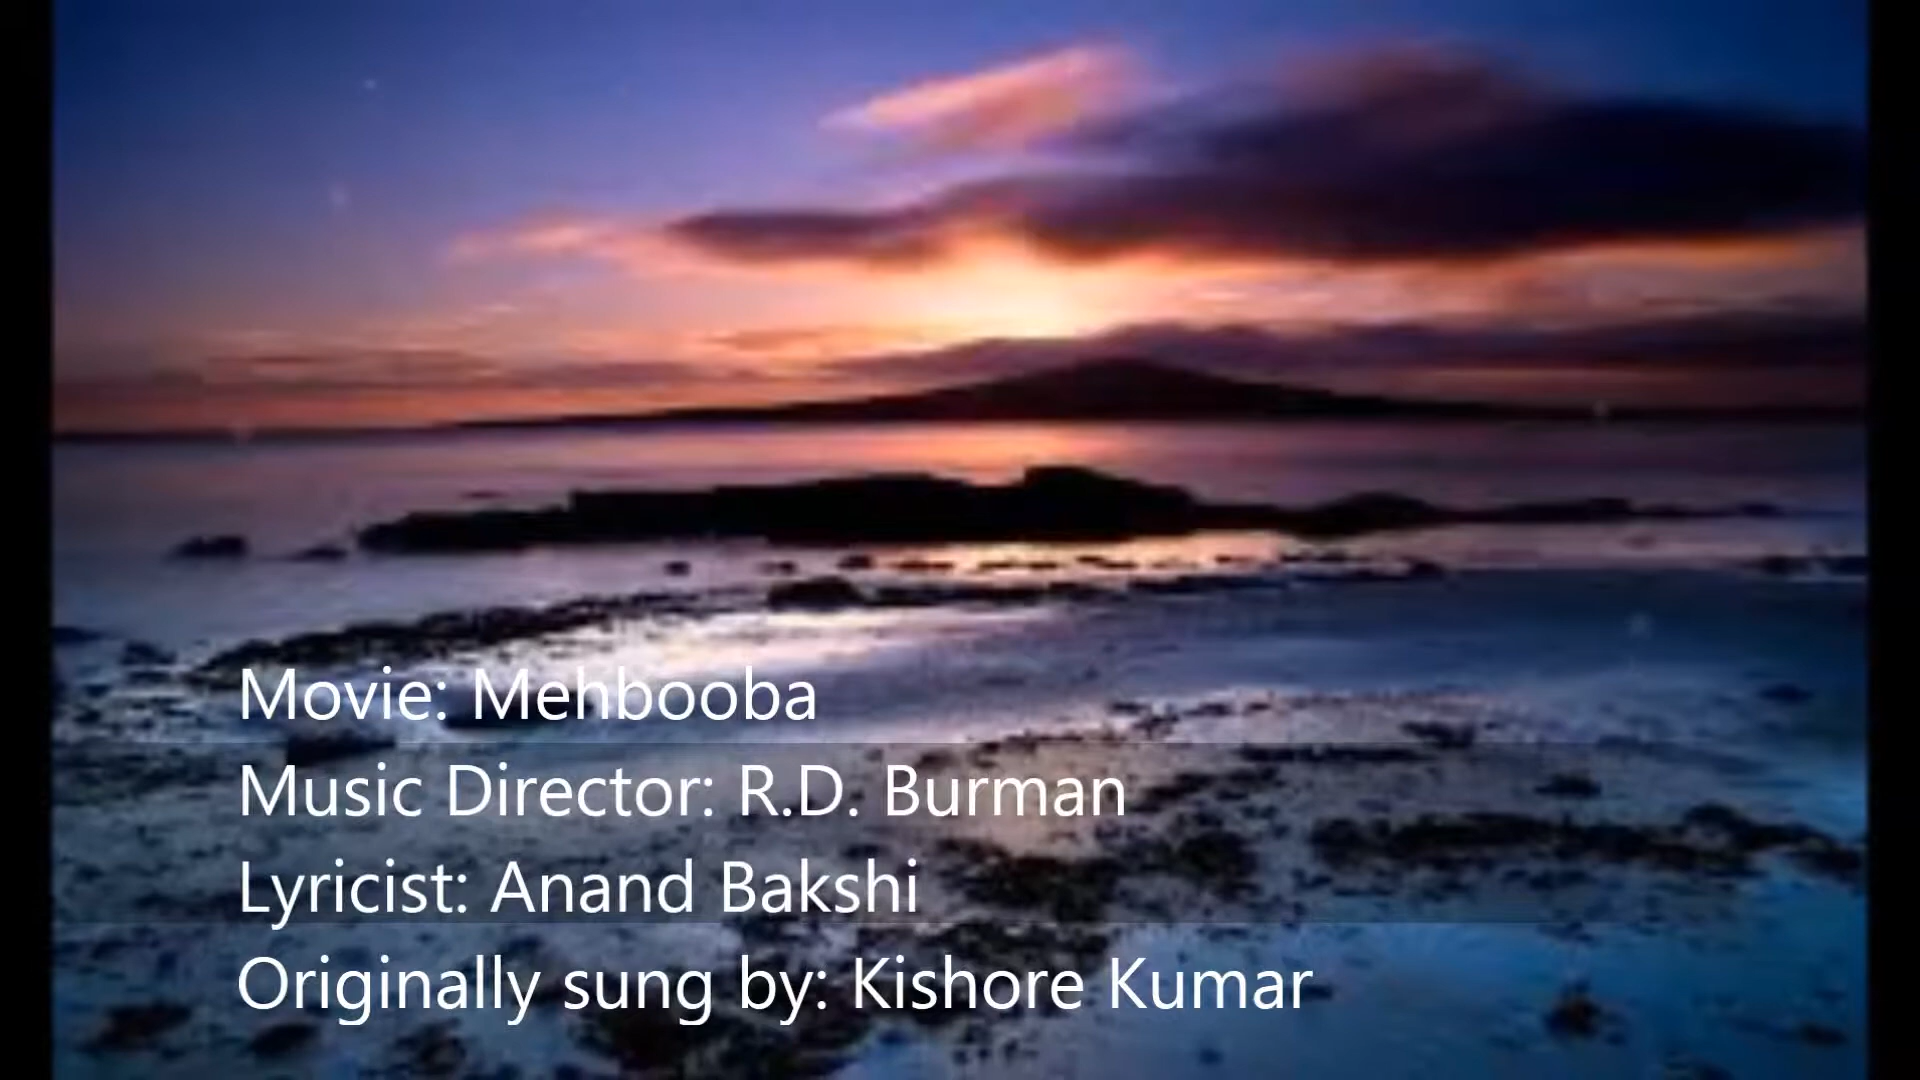 Movie: Mehbooba
Music Director: R.D. Burman
Lyricist: Anand Bakshi
Originally sung by: Kishore Kumar